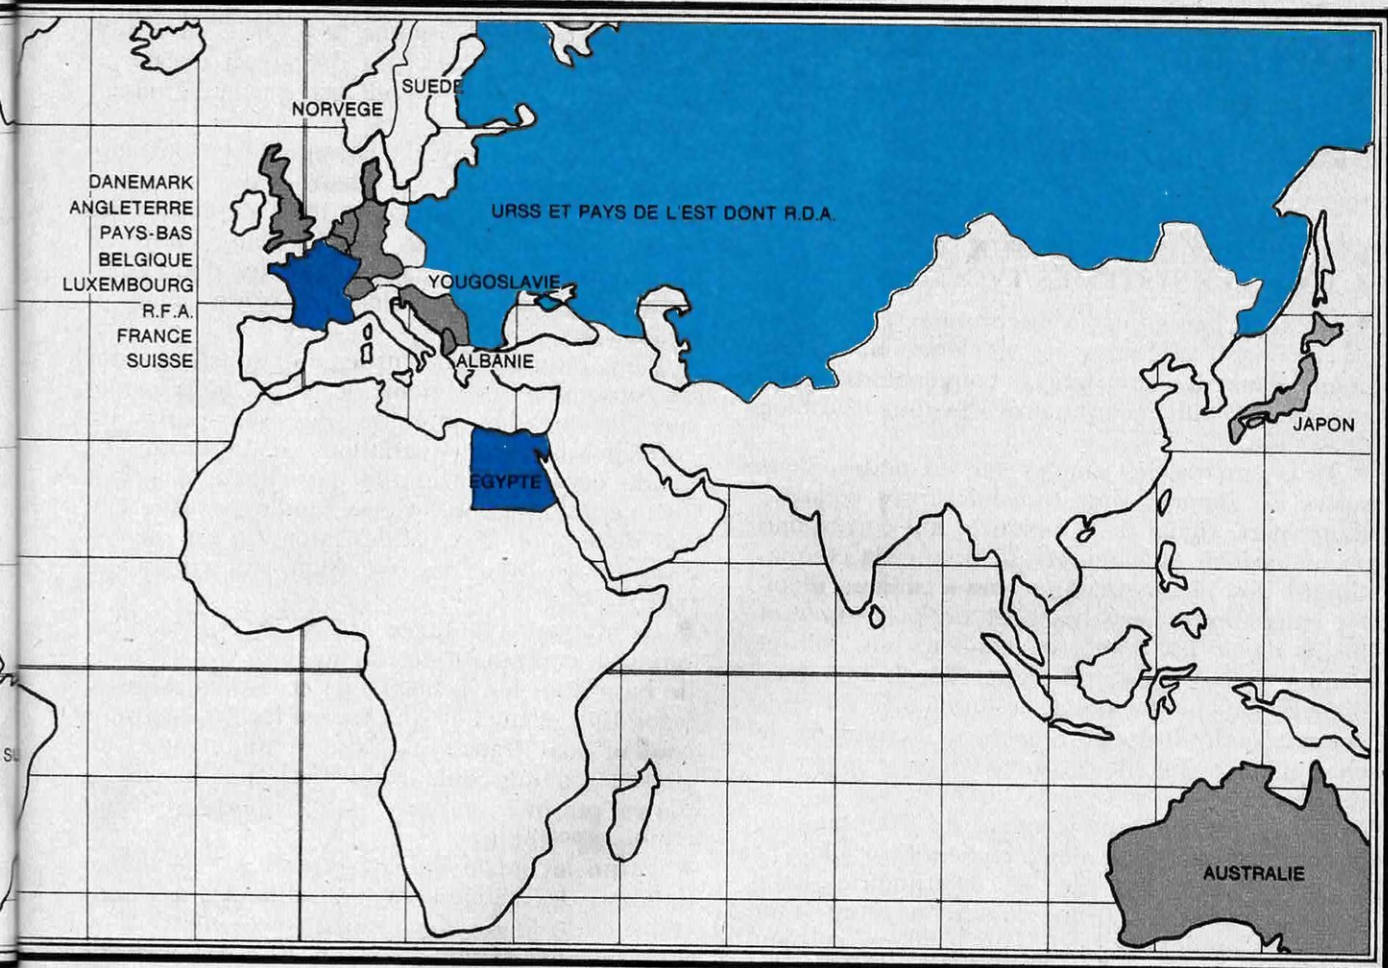 SUEDE
NORVEGE
DANEMARK
ANGLETERRE
PAYS-BAS
BELGIQUE
LUXEMBOURG
R.F.A.
FRANCE
SUISSE
URSS ET PAYS DE L'EST DONT R.D.A.
YOUGOSLAVIE
ALBANIE
JAPON
EGYPTE
AUSTRALIE